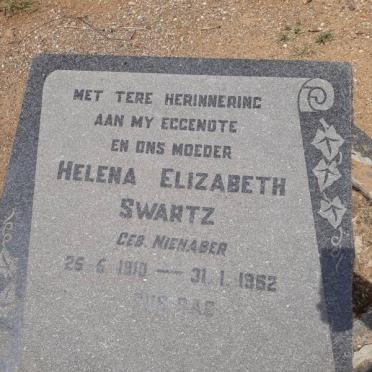 MET TERE HERINNERING
AAN MY EGGENOTE
EN ONS MOEDER
HELENA ELIZABETH
SWARTZ
GEB. NIENABER
25.6.1910 — 31.1.1962